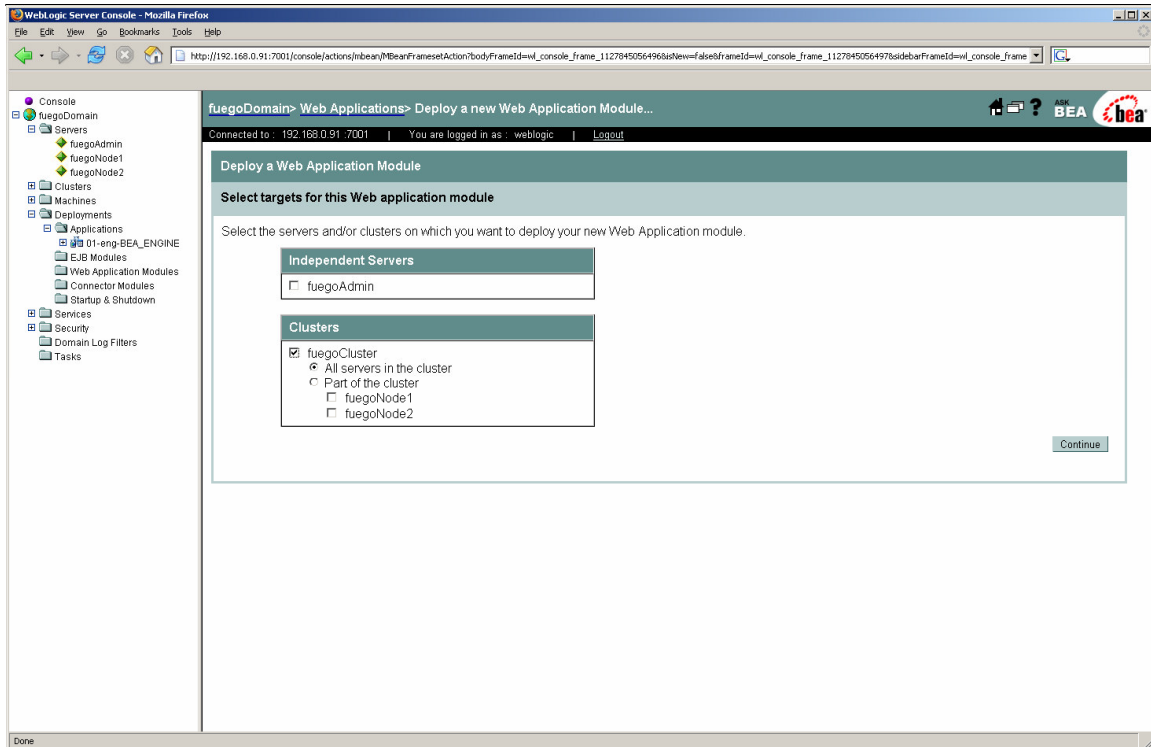 WebLogic Server Console - Mozilla Firefox
File Edit View Go Bookmarks Tools Help
http://192.168.0.91:7001/console/actions/mbean/MBeanFramesetAction?bodyFrameId=wl_console_frame_1127845056496&isNew=false&frameId=wl_console_frame_1127845056497&sidebarFrameId=wl_console_frame
Console
fuegoDomain
Servers
fuegoAdmin
fuegoNode1
fuegoNode2
Clusters
Machines
Deployments
Applications
01-eng-BEA_ENGINE
EJB Modules
Web Application Modules
Connector Modules
Startup & Shutdown
Services
Security
Domain Log Filters
Tasks
fuegoDomain> Web Applications> Deploy a new Web Application Module...
? ASK BEA bea
Connected to : 192.168.0.91 :7001 | You are logged in as : weblogic | Logout
Deploy a Web Application Module
Select targets for this Web application module
Select the servers and/or clusters on which you want to deploy your new Web Application module.
Independent Servers
fuegoAdmin
Clusters
fuegoCluster
All servers in the cluster
Part of the cluster
fuegoNode1
fuegoNode2
Continue
Done